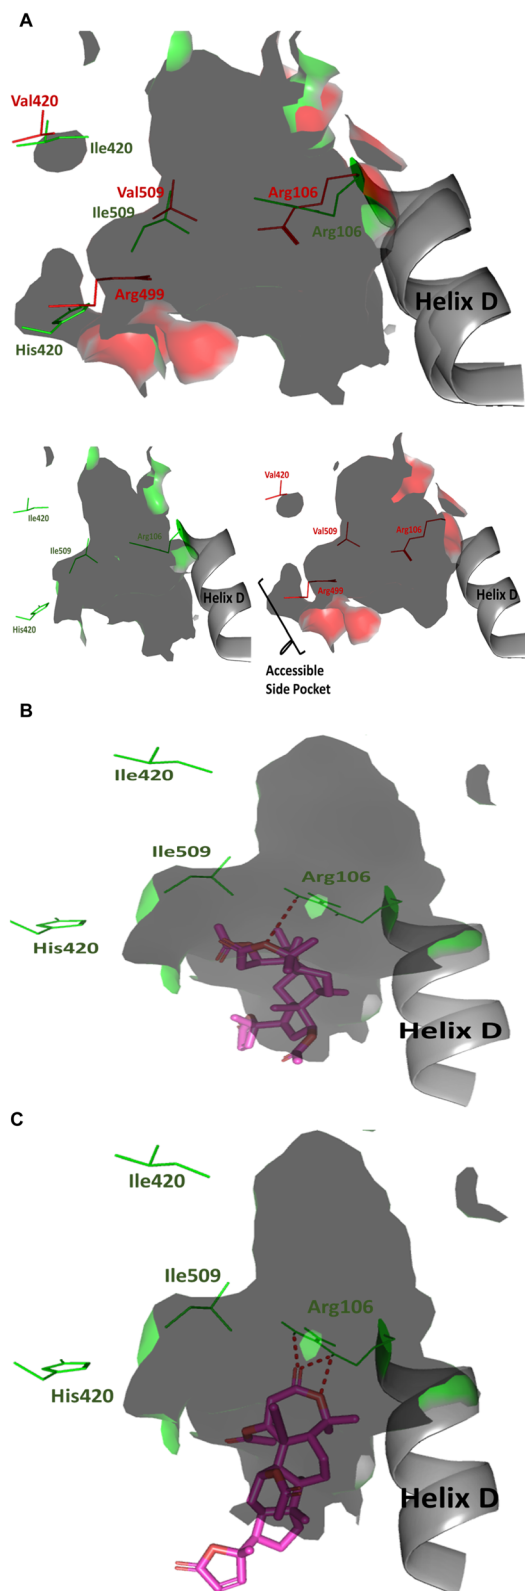 A
Val420
Ile420
Val509
Ile509
Arg106
Arg106
Arg499
His420
Helix D
Ile420
Arg106
Ile509
Helix D
His420
Val420
Val509
Arg106
Arg499
Helix D
Accessible
Side Pocket
B
Ile420
Ile509
Arg106
His420
Helix D
C
Ile420
Ile509
Arg106
His420
Helix D